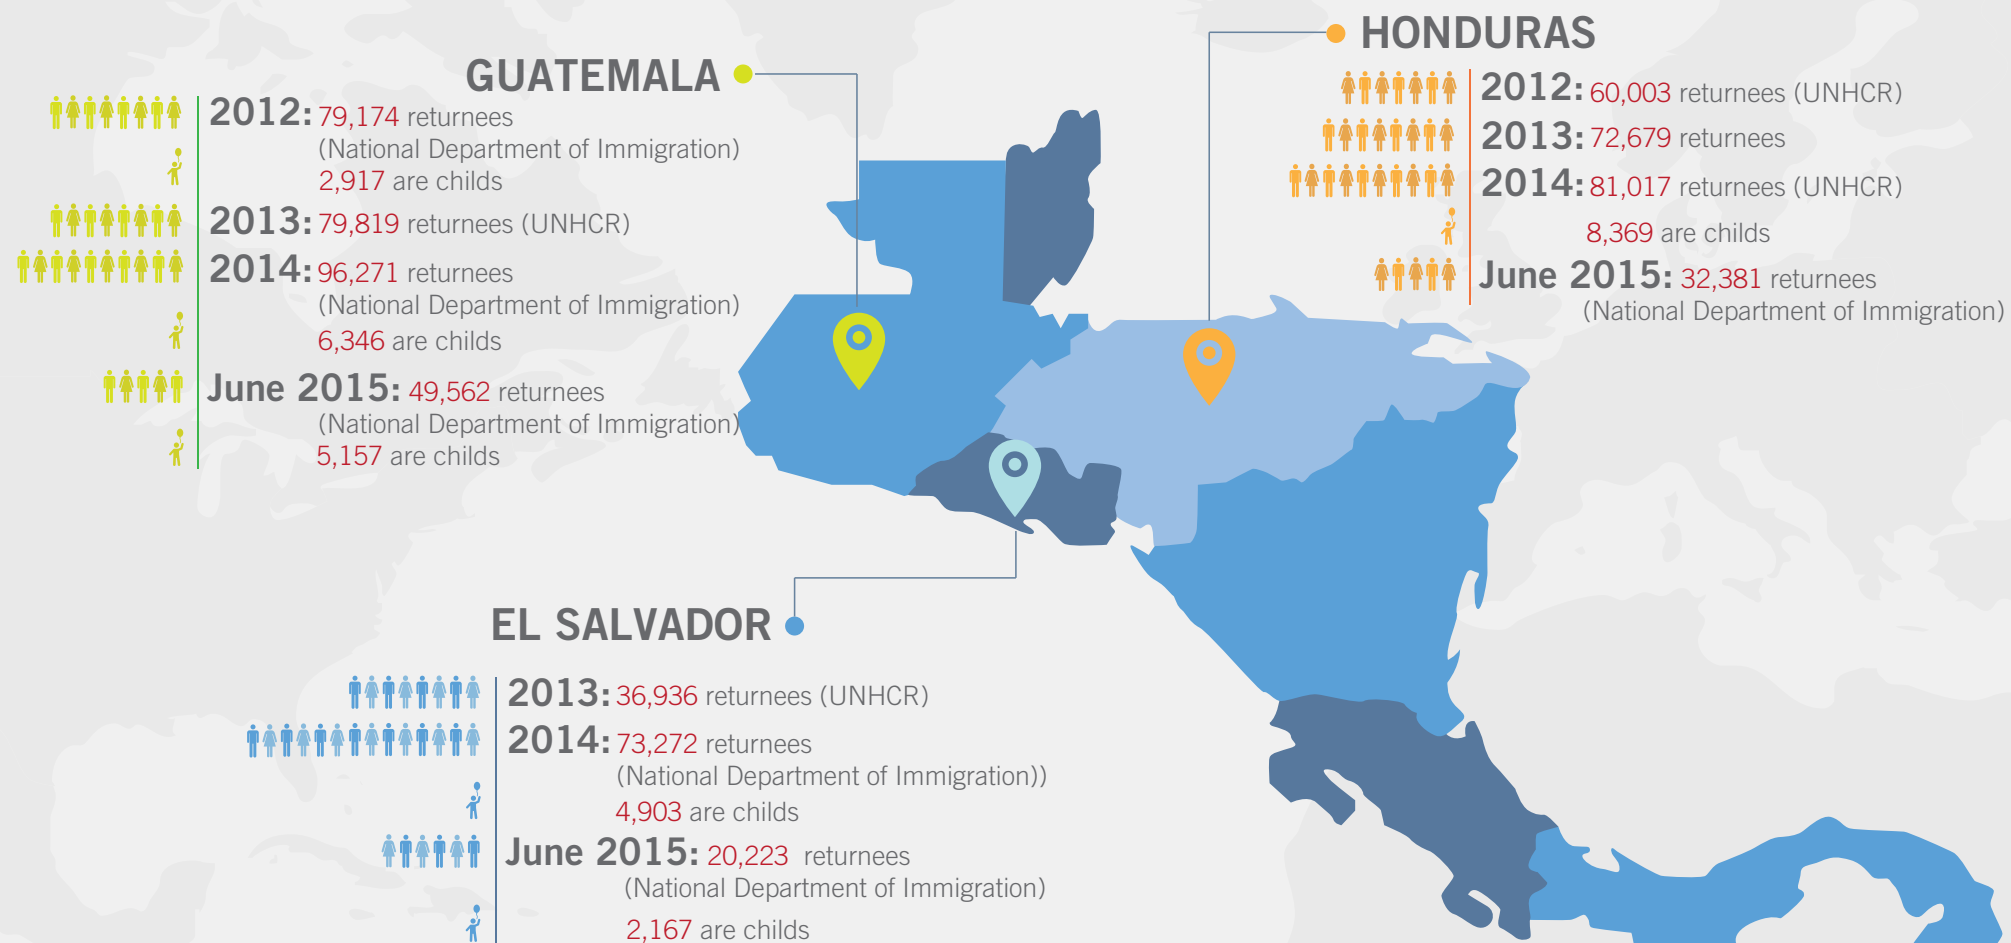 GUATEMALA
2012: 79,174 returnees
(National Department of Immigration)
2,917 are childs
2013: 79,819 returnees (UNHCR)
2014: 96,271 returnees
(National Department of Immigration)
6,346 are childs
June 2015: 49,562 returnees
(National Department of Immigration)
5,157 are childs
HONDURAS
2012: 60,003 returnees (UNHCR)
2013: 72,679 returnees
2014: 81,017 returnees (UNHCR)
8,369 are childs
June 2015: 32,381 returnees
(National Department of Immigration)
EL SALVADOR
2013: 36,936 returnees (UNHCR)
2014: 73,272 returnees
(National Department of Immigration))
4,903 are childs
June 2015: 20,223 returnees
(National Department of Immigration)
2,167 are childs